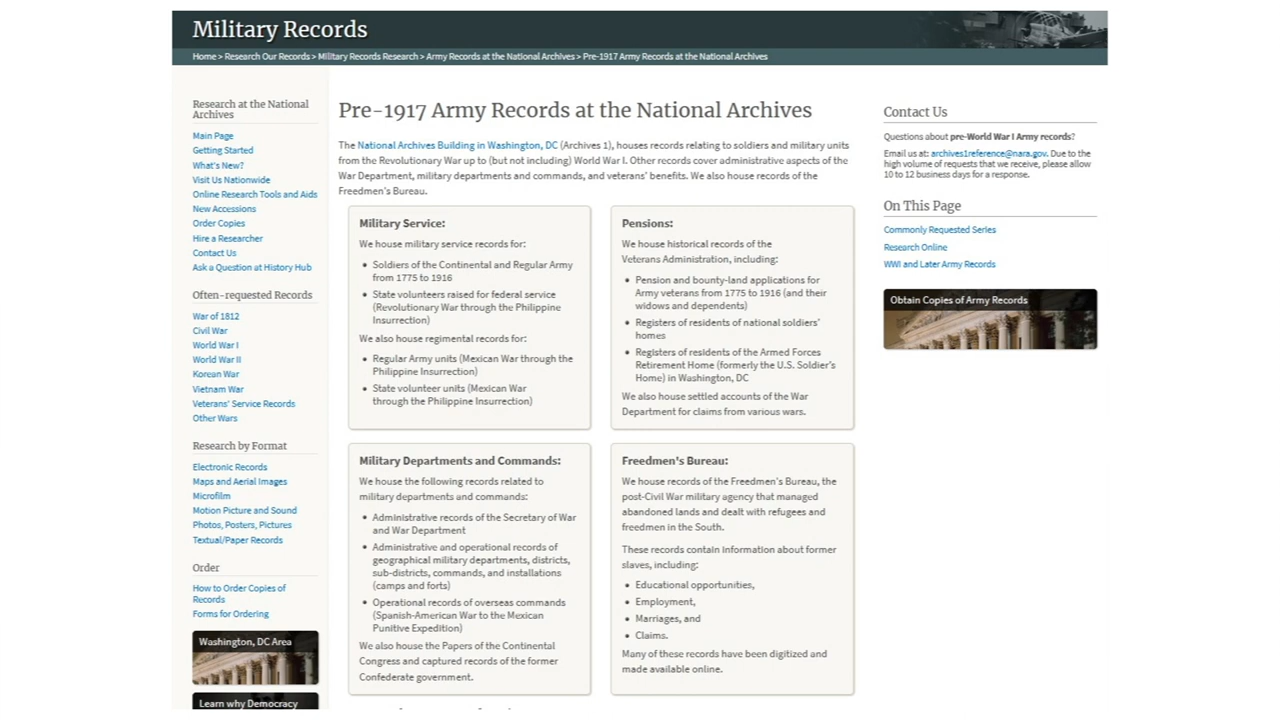 Military Records
Home > Research Our Records > Military Records Research > Army Records at the National Archives > Pre-1917 Army Records at the National Archives
Research at the National
Archives
Main Page
Getting Started
What's New?
Visit Us Nationwide
Online Research Tools and Aids
New Accessions
Order Copies
Hire a Researcher
Contact Us
Ask a Question at History Hub
Often-requested Records
War of 1812
Civil War
World War I
World War II
Korean War
Vietnam War
Veterans' Service Records
Other Wars
Research by Format
Electronic Records
Maps and Aerial Images
Microfilm
Motion Picture and Sound
Photos, Posters, Pictures
Textual/Paper Records
Order
How to Order Copies of
Records
Forms for Ordering
Washington, DC Area
Learn why Democracy
Pre-1917 Army Records at the National Archives
The National Archives Building in Washington, DC (Archives 1), houses records relating to soldiers and military units
from the Revolutionary War up to (but not including) World War I. Other records cover administrative aspects of the
War Department, military departments and commands, and veterans' benefits. We also house records of the
Freedmen's Bureau.
Military Service:
We house military service records for:
• Soldiers of the Continental and Regular Army
from 1775 to 1916
• State volunteers raised for federal service
(Revolutionary War through the Philippine
Insurrection)
We also house regimental records for:
• Regular Army units (Mexican War through the
Philippine Insurrection)
• State volunteer units (Mexican War
through the Philippine Insurrection)
Pensions:
We house historical records of the
Veterans Administration, including:
• Pension and bounty-land applications for
Army veterans from 1775 to 1916 (and their
widows and dependents)
• Registers of residents of national soldiers'
homes
• Registers of residents of the Armed Forces
Retirement Home (formerly the U.S. Soldier's
Home) in Washington, DC
We also house settled accounts of the War
Department for claims from various wars.
Military Departments and Commands:
We house the following records related to
military departments and commands:
• Administrative records of the Secretary of War
and War Department
• Administrative and operational records of
geographical military departments, districts,
sub-districts, commands, and installations
(camps and forts)
• Operational records of overseas commands
(Spanish-American War to the Mexican
Punitive Expedition)
We also house the Papers of the Continental
Congress and captured records of the former
Confederate government.
Freedmen's Bureau:
We house records of the Freedmen's Bureau, the
post-Civil War military agency that managed
abandoned lands and dealt with refugees and
freedmen in the South.
These records contain information about former
slaves, including:
• Educational opportunities,
• Employment,
• Marriages, and
• Claims.
Many of these records have been digitized and
made available online.
Contact Us
Questions about pre-World War I Army records?
Email us at: archives1reference@nara.gov. Due to the
high volume of requests that we receive, please allow
10 to 12 business days for a response.
On This Page
Commonly Requested Series
Research Online
WWI and Later Army Records
Obtain Copies of Army Records